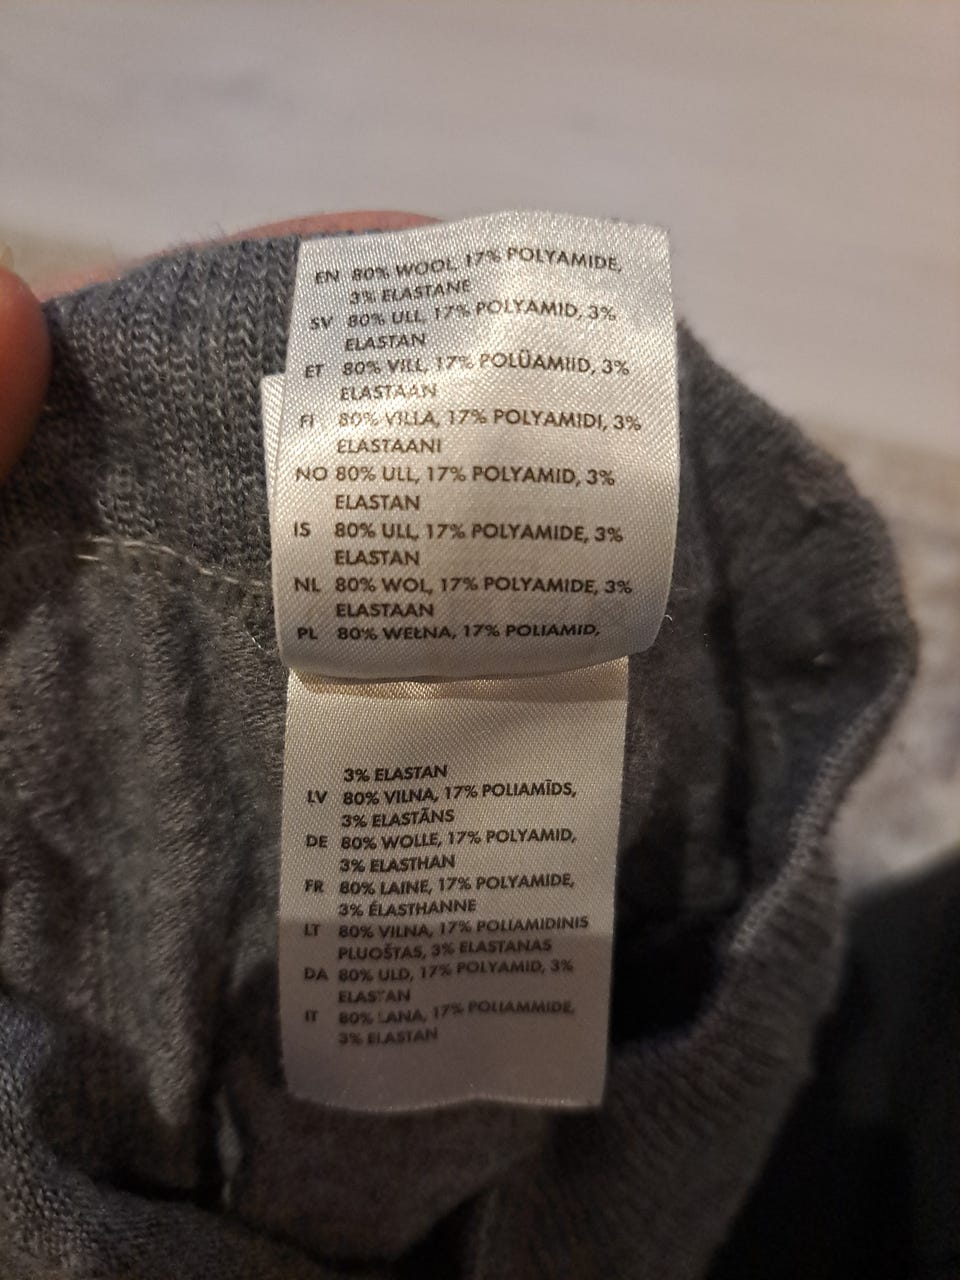 EN 80% WOOL, 17% POLYAMIDE,
3% ELASTANE
SV 80% ULL, 17% POLYAMID, 3%
ELASTAN
ET 80% VILL, 17% POLÜAMIID, 3%
ELASTAAN
FI 80% VILLA, 17% POLYAMIDI, 3%
ELASTAANI
NO 80% ULL, 17% POLYAMID, 3%
ELASTAN
IS 80% ULL, 17% POLYAMIDE, 3%
ELASTAN
NL 80% WOL, 17% POLYAMIDE, 3%
ELASTAAN
PL 80% WEŁNA, 17% POLIAMID,
3% ELASTAN
LV 80% VILNA, 17% POLIAMĪDS,
3% ELASTĀNS
DE 80% WOLLE, 17% POLYAMID,
3% ELASTHAN
FR 80% LAINE, 17% POLYAMIDE,
3% ÉLASTHANNE
LT 80% VILNA, 17% POLIAMIDINIS
PLUOŠTAS, 3% ELASTANAS
DA 80% ULD, 17% POLYAMID, 3%
ELASTAN
IT 80% LANA, 17% POLIAMMIDE,
3% ELASTAN